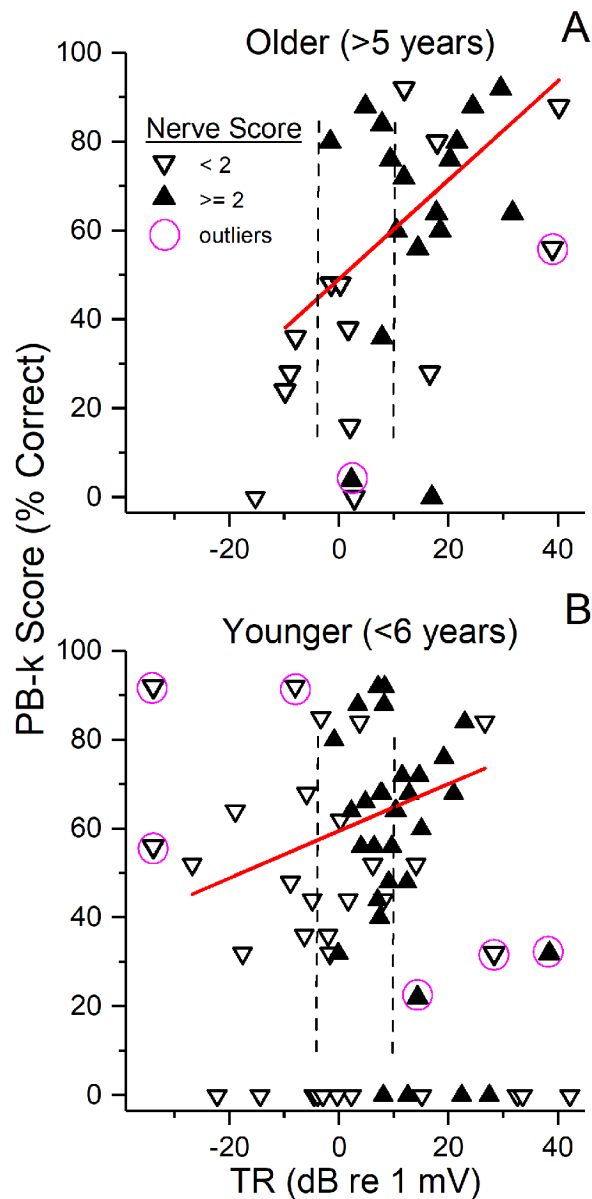 A
Older (>5 years)
100
80
60
40
20
0
Nerve Score
< 2
>= 2
outliers
-20
0
20
40
PB-k Score (% Correct)
B
Younger (<6 years)
100
80
60
40
20
0
-20
0
20
40
TR (dB re 1 mV)